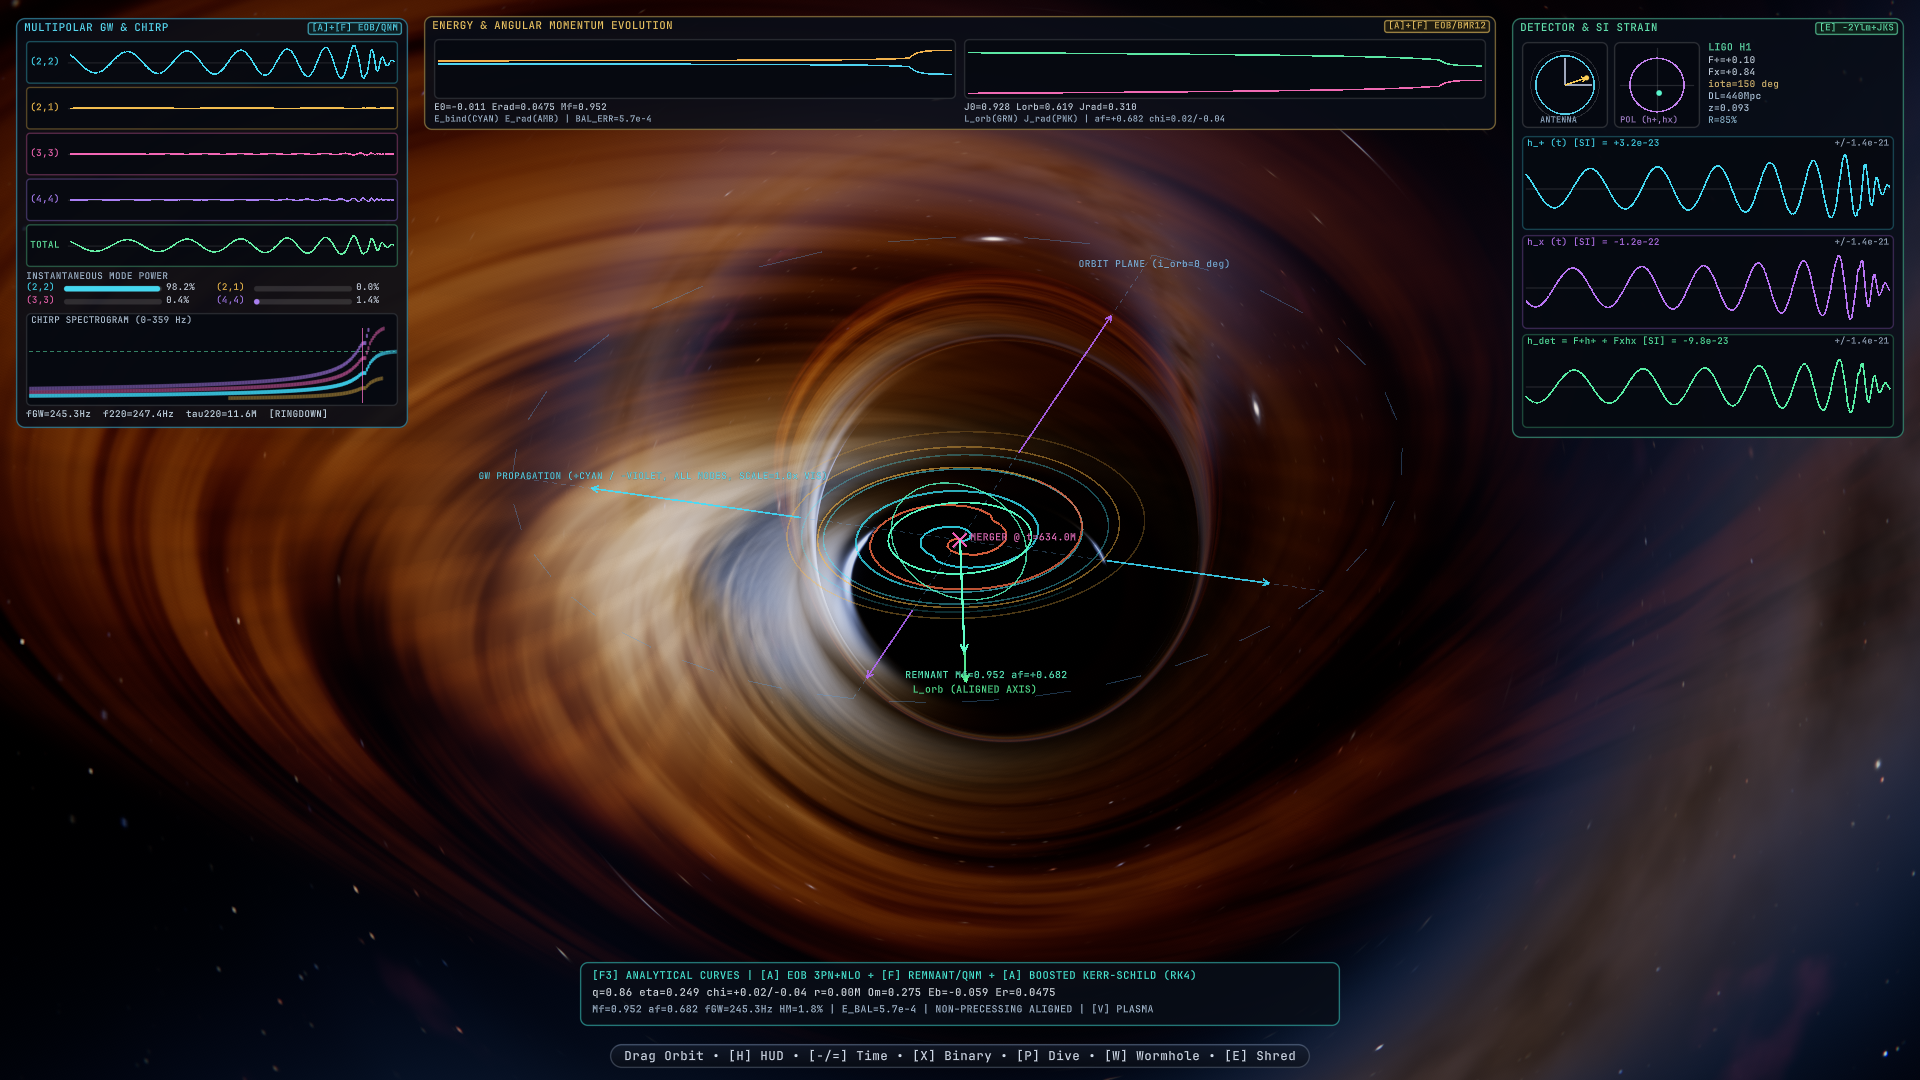 MULTIPOLAR GW & CHIRP [A]+[F] EOB/QNM
(2,2)
(2,1)
(3,3)
(4,4)
TOTAL
INSTANTANEOUS MODE POWER
(2,2) 98.2% (2,1) 0.0%
(3,3) 0.4% (4,4) 1.4%
CHIRP SPECTROGRAM (0-359 Hz)
fGW=245.3Hz f220=247.4Hz tau220=11.6M [RINGDOWN]
ENERGY & ANGULAR MOMENTUM EVOLUTION [A]+[F] EOB/BMR12
E0=-0.011 Erad=0.0475 Mf=0.952
E_bind(CYAN) E_rad(AMB) | BAL_ERR=5.7e-4
J0=0.928 Lorb=0.619 Jrad=0.310
L_orb(GRN) J_rad(PNK) | af=+0.682 chi=0.02/-0.04
DETECTOR & SI STRAIN [E] -2Ylm+JKS
LIGO H1
F+=+0.10
Fx=+0.84
iota=150 deg
DL=440Mpc
z=0.093
R=85%
ANTENNA
POL (h+,hx)
h_+ (t) [SI] = +3.2e-23 +/-1.4e-21
h_x (t) [SI] = -1.2e-22 +/-1.4e-21
h_det = F+h+ + Fxhx [SI] = -9.8e-23 +/-1.4e-21
ORBIT PLANE (i_orb=0 deg)
GW PROPAGATION (+CYAN / ALL
MERGER @ t=634.0M
REMNANT Mf=0.952 af=+0.682
L_orb (ALIGNED AXIS)
[F3] ANALYTICAL CURVES | [A] EOB 3PN+NLO + [F] REMNANT/QNM + [A] BOOSTED KERR-SCHILD (RK4)
q=0.86 eta=0.249 chi=+0.02/-0.04 r=0.00M Om=0.275 Eb=-0.059 Er=0.0475
Mf=0.952 af=0.682 fGW=245.3Hz HM=1.8% | E_BAL=5.7e-4 | NON-PRECESSING ALIGNED | [V] PLASMA
Drag Orbit • [H] HUD • [-/=] Time • [X] Binary • [P] Dive • [W] Wormhole • [E] Shred